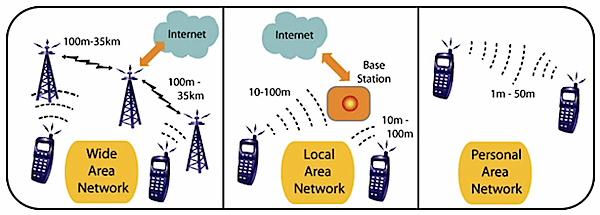 100m-35km
Internet
100m -
35km
Wide
Area
Network
Internet
Base
Station
10-100m
10m -
100m
Local
Area
Network
1m - 50m
Personal
Area
Network